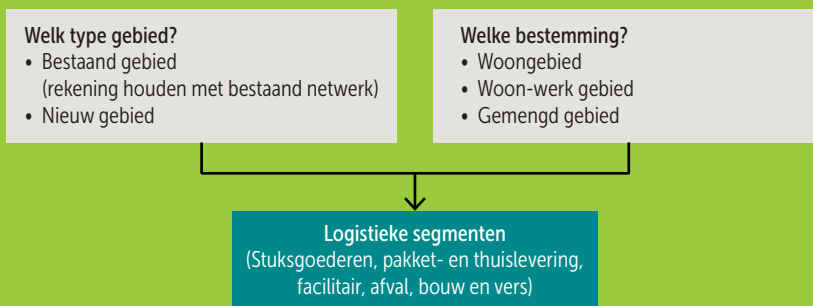 Welk type gebied?
• Bestaand gebied
(rekening houden met bestaand netwerk)
• Nieuw gebied
Welke bestemming?
• Woongebied
• Woon-werk gebied
• Gemengd gebied
Logistieke segmenten
(Stuksgoederen, pakket- en thuislevering,
facilitair, afval, bouw en vers)